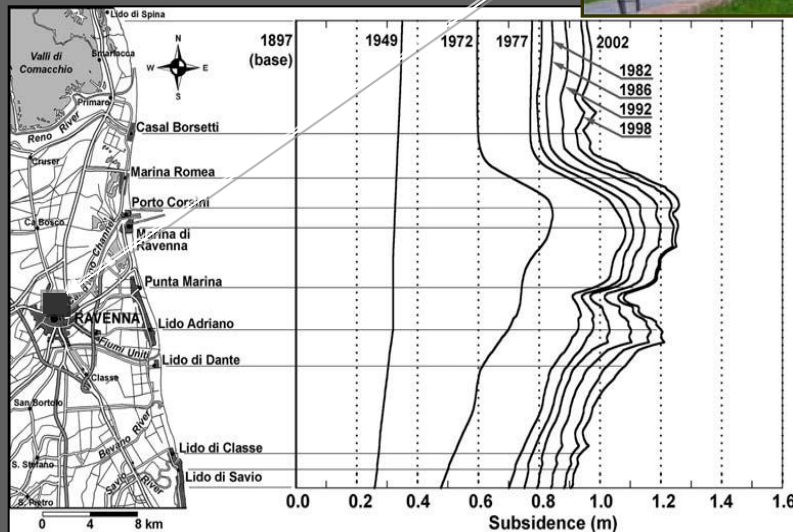 Lido di Spina
Valli di
Comacchio
Smarlacca
N
W E
S
Primaro
Reno River
Casal Borsetti
Cruser
Marina Romea
Porto Corsini
Ca Bosco
Marina di
Ravenna
Punta Marina
RAVENNA
Lido Adriano
Fiumi Uniti
Lido di Dante
Classe
San Bortolo
Bevano River
Lido di Classe
S. Stefano
Savio River
Lido di Savio
S. Pietro
0 4 8 km
1897
(base)
1949
1972
1977
2002
1982
1986
1992
1998
0.0 0.2 0.4 0.6 0.8 1.0 1.2 1.4 1.6
Subsidence (m)